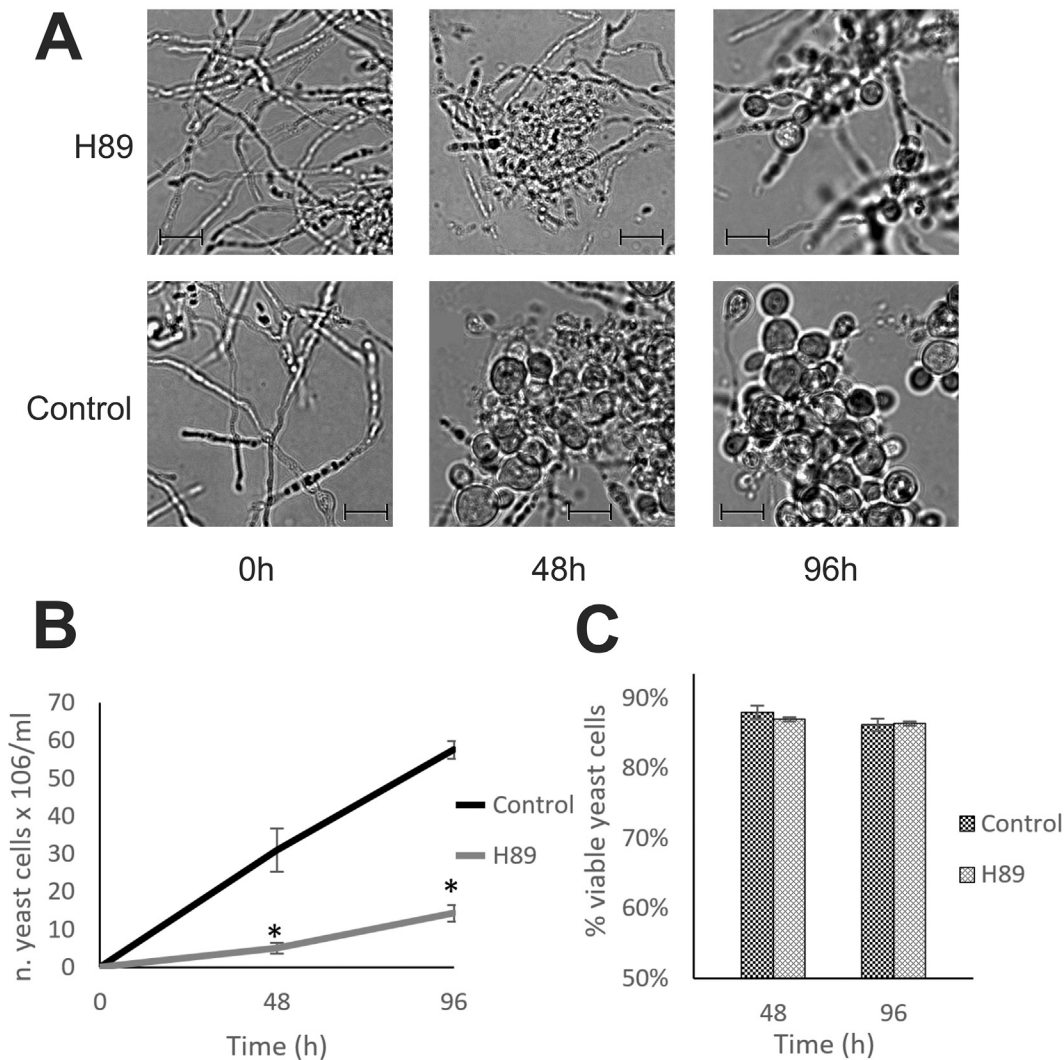 A
H89
Control
0h
48h
96h
B
n. yeast cells x 106/ml
70
60
50
40
30
20
10
0
Control
H89
*
*
0
48
96
Time (h)
C
% viable yeast cells
90%
80%
70%
60%
50%
Control
H89
48
96
Time (h)